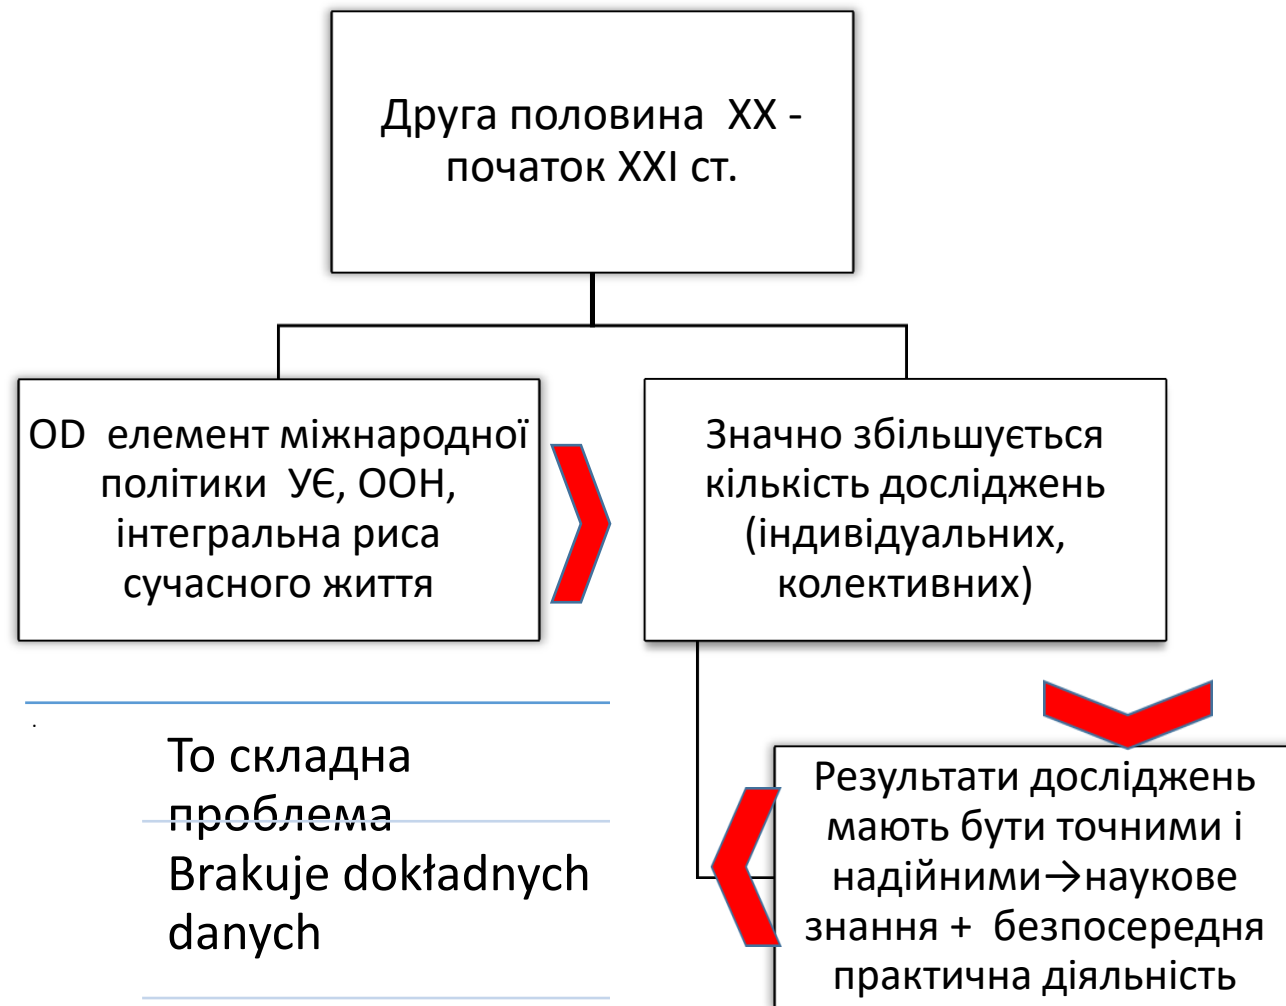 Друга половина XX -
початок XXI ст.
OD елемент міжнародної
політики УЄ, ООН,
інтегральна риса
сучасного життя
Значно збільшується
кількість досліджень
(індивідуальних,
колективних)
.
То складна
проблема
Brakuje dokładnych
danych
Результати досліджень
мають бути точними і
надійними→наукове
знання + безпосередня
практична діяльність